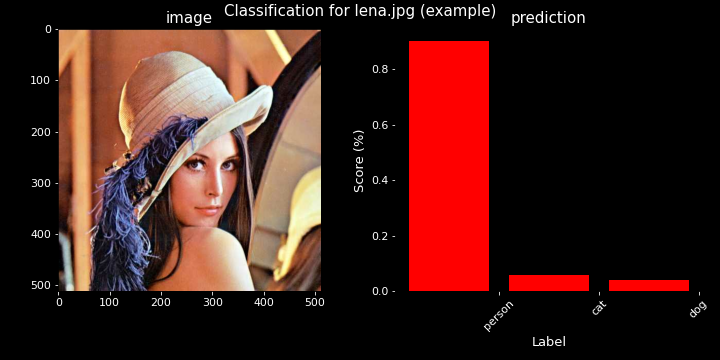 Classification for lena.jpg (example)
image
0
100
200
300
400
500
0 100 200 300 400 500
prediction
Score (%)
0.8
0.6
0.4
0.2
0.0
person cat dog
Label